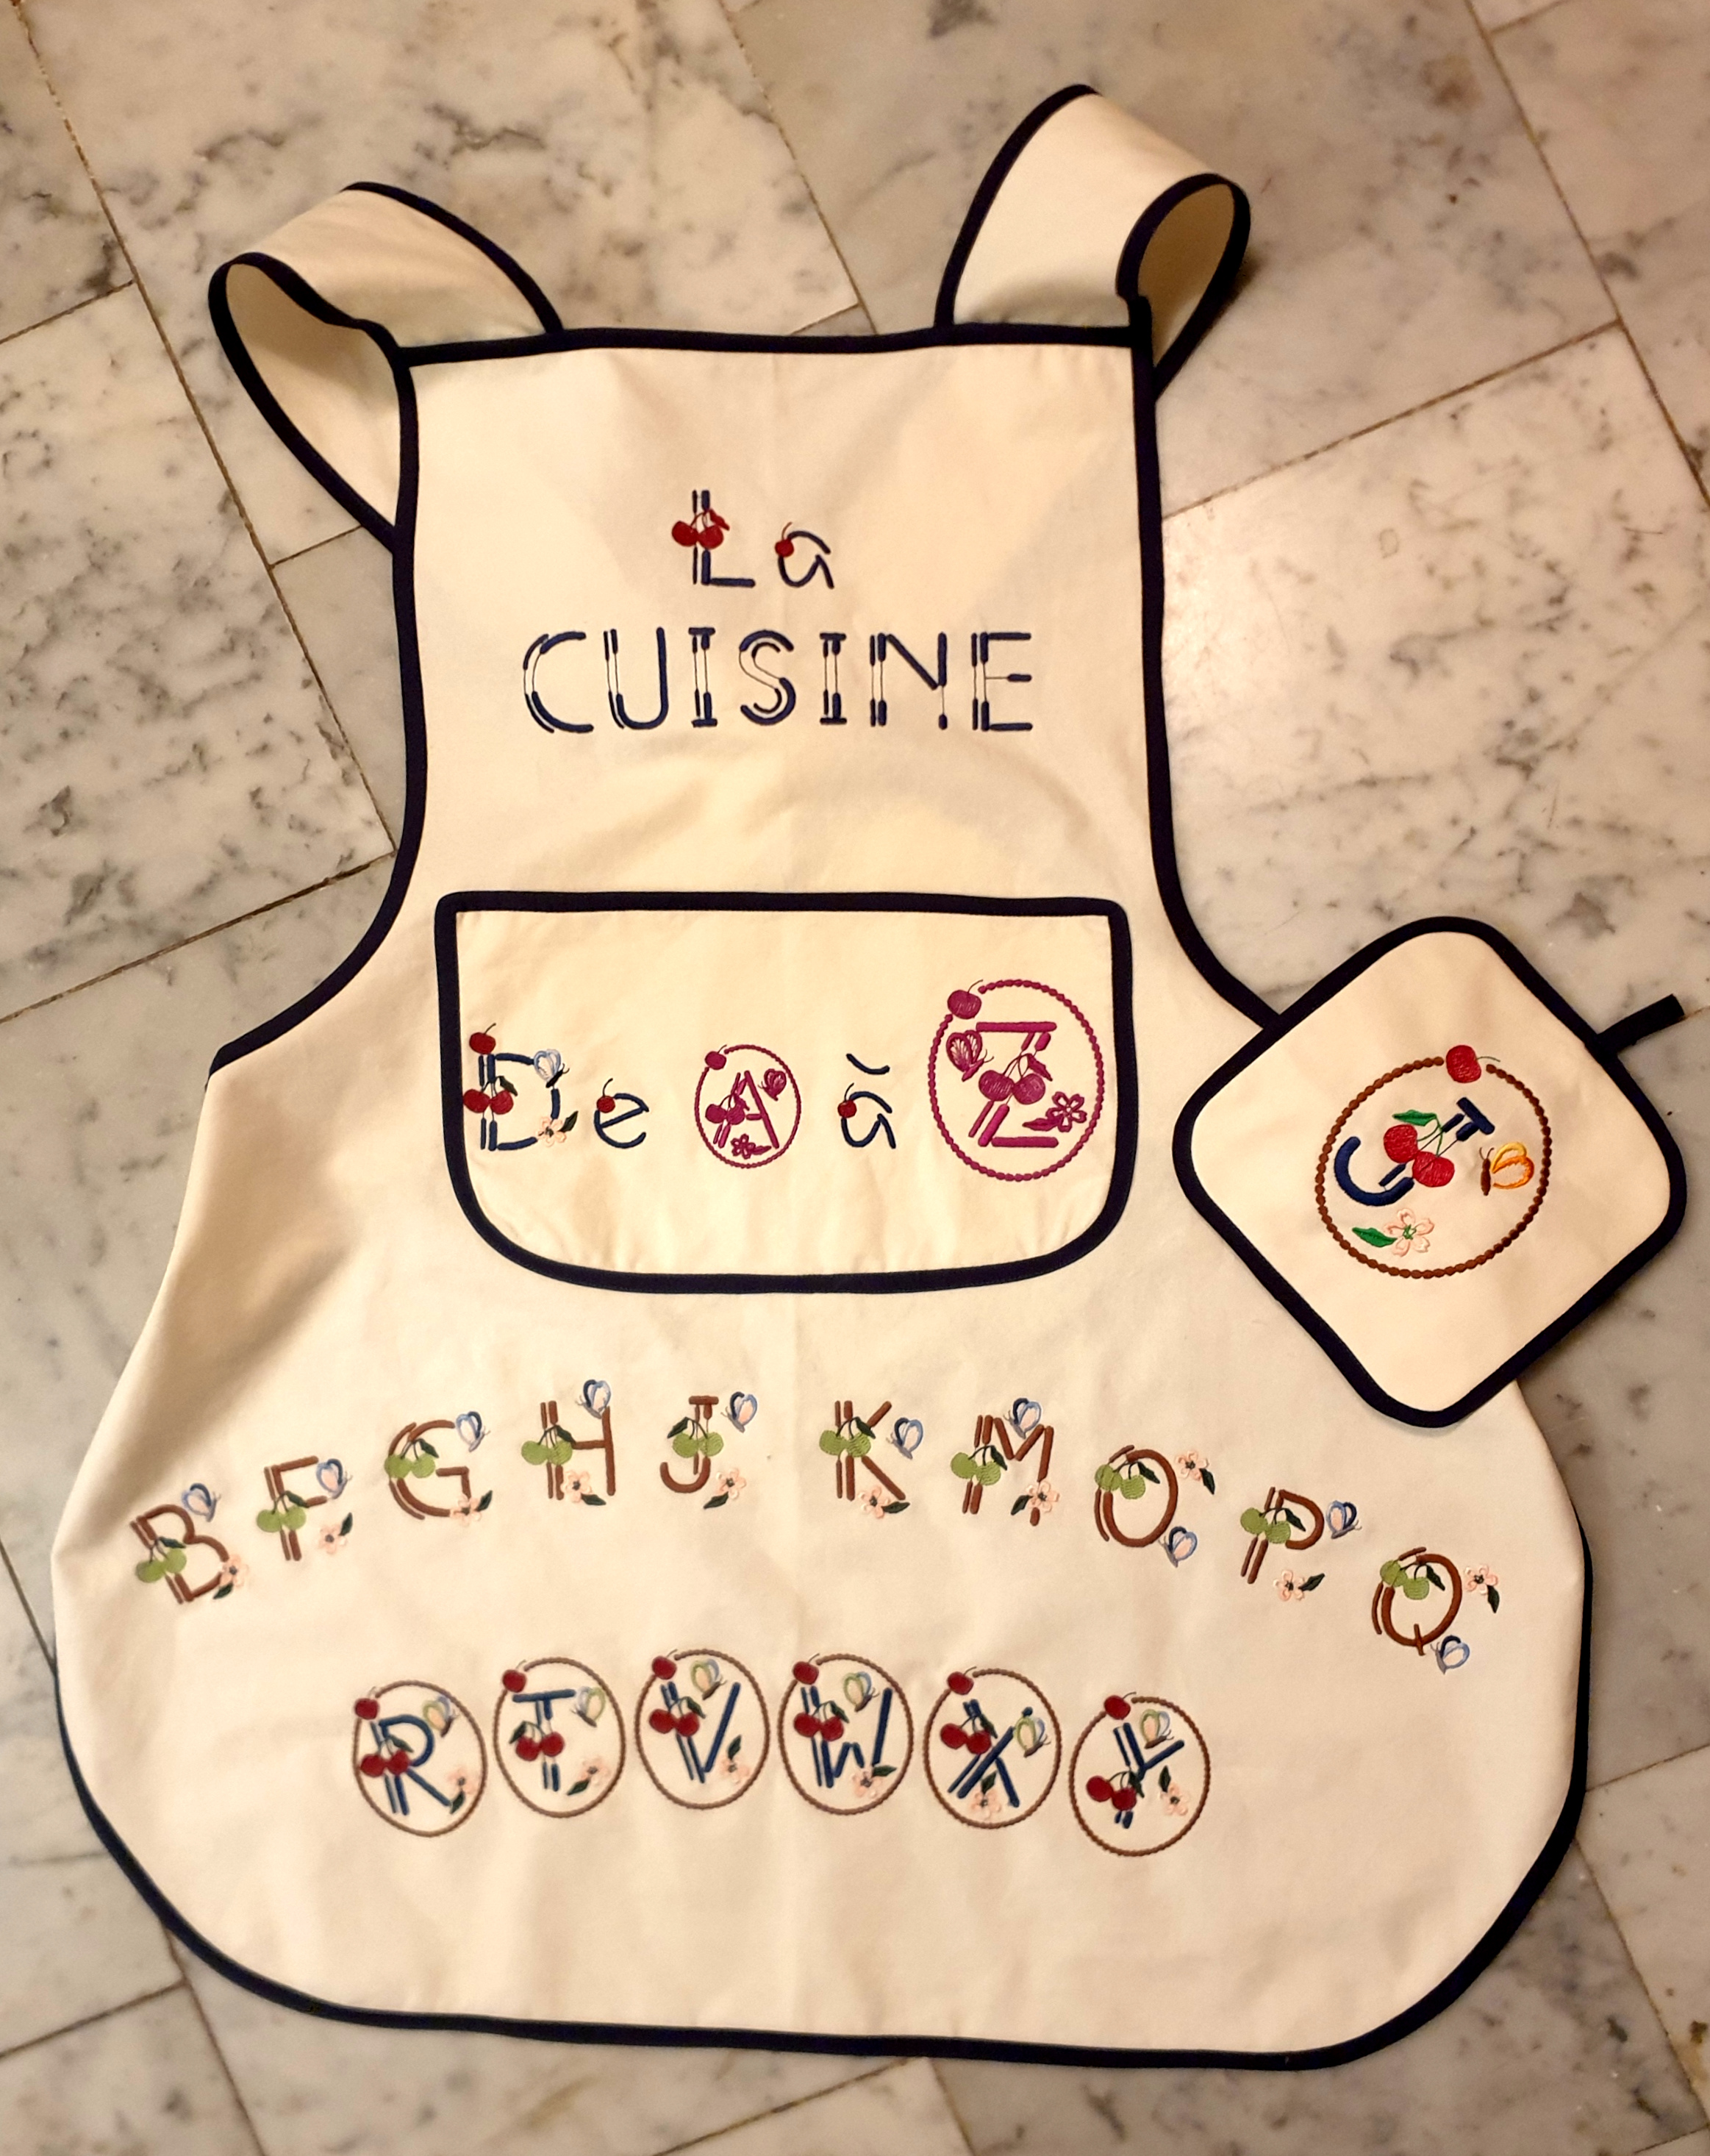 La
CUISINE
De A à Z
J
B F G H J K M O P Q
R T V W X Y